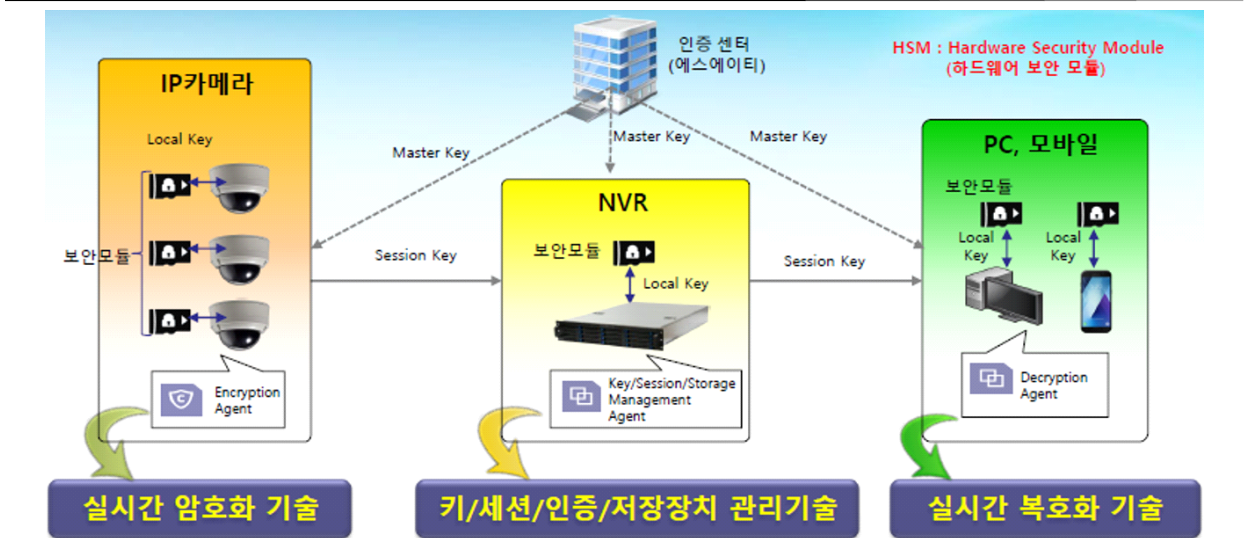 인증 센터
(에스에이티)
HSM : Hardware Security Module
(하드웨어 보안 모듈)
IP카메라
Local Key
보안모듈
Encryption
Agent
Master Key
Master Key
Master Key
Session Key
NVR
보안모듈
Local Key
Key/Session/Storage
Management
Agent
Session Key
PC, 모바일
보안모듈
Local
Key
Local
Key
Decryption
Agent
실시간 암호화 기술
키/세션/인증/저장장치 관리기술
실시간 복호화 기술